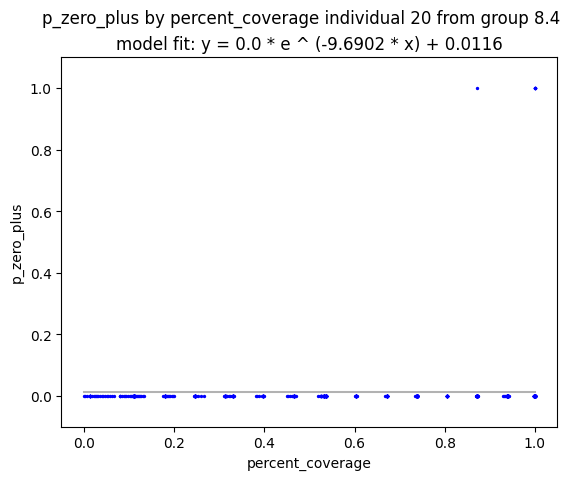 p_zero_plus by percent_coverage individual 20 from group 8.4
model fit: y = 0.0 * e ^ (-9.6902 * x) + 0.0116
1.0
0.8
0.6
0.4
0.2
0.0
p_zero_plus
0.0 0.2 0.4 0.6 0.8 1.0
percent_coverage